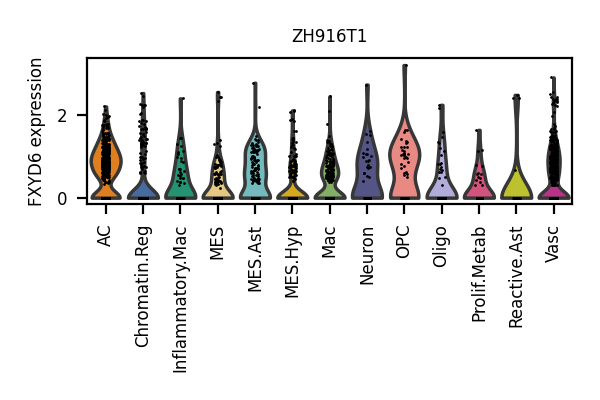 ZH916T1
FXYD6 expression
2
0
AC
Chromatin.Reg
Inflammatory.Mac
MES
MES.Ast
MES.Hyp
Mac
Neuron
OPC
Oligo
Prolif.Metab
Reactive.Ast
Vasc